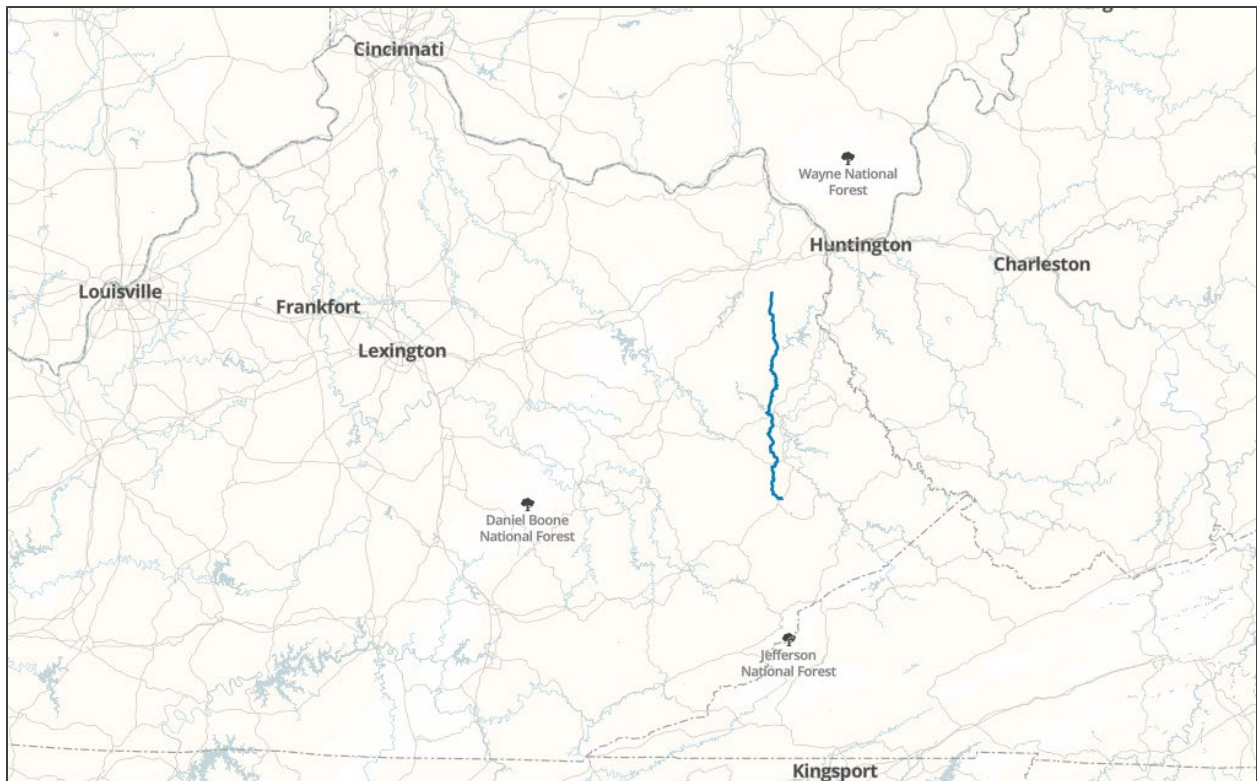 Cincinnati
Wayne National
Forest
Huntington
Charleston
Louisville
Frankfort
Lexington
Daniel Boone
National Forest
Jefferson
National Forest
Kingsport